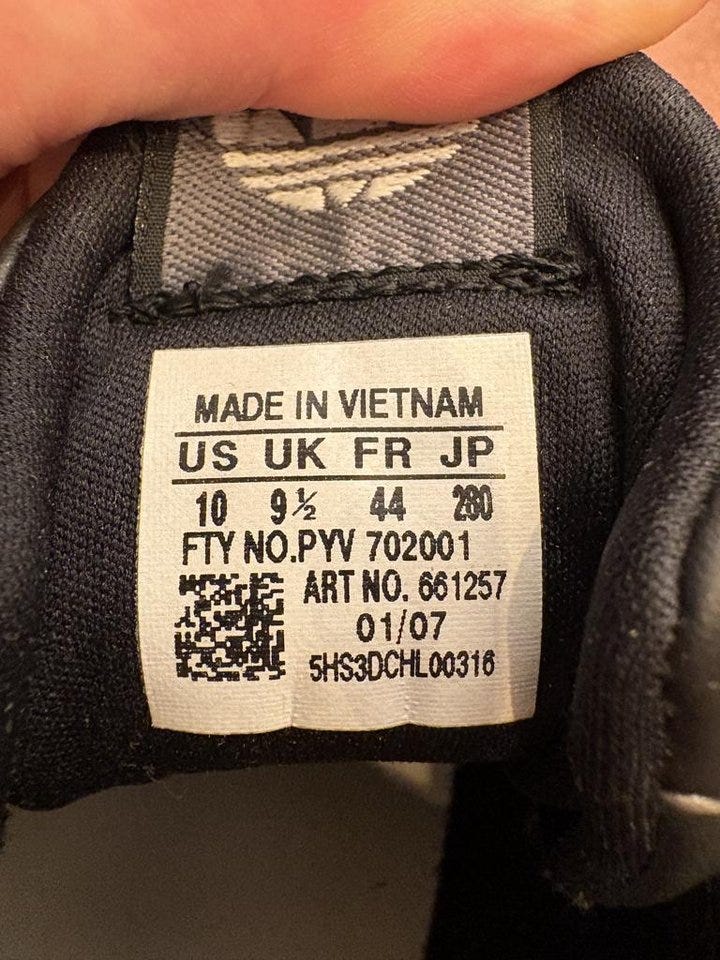 MADE IN VIETNAM
US UK FR JP
10 9½ 44 280
FTY NO.PYV 702001
ART NO. 661257
01/07
5HS3DCHL00316